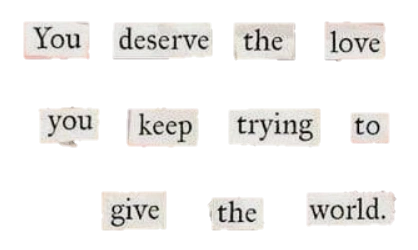 You deserve the love
you keep trying to
give the world.